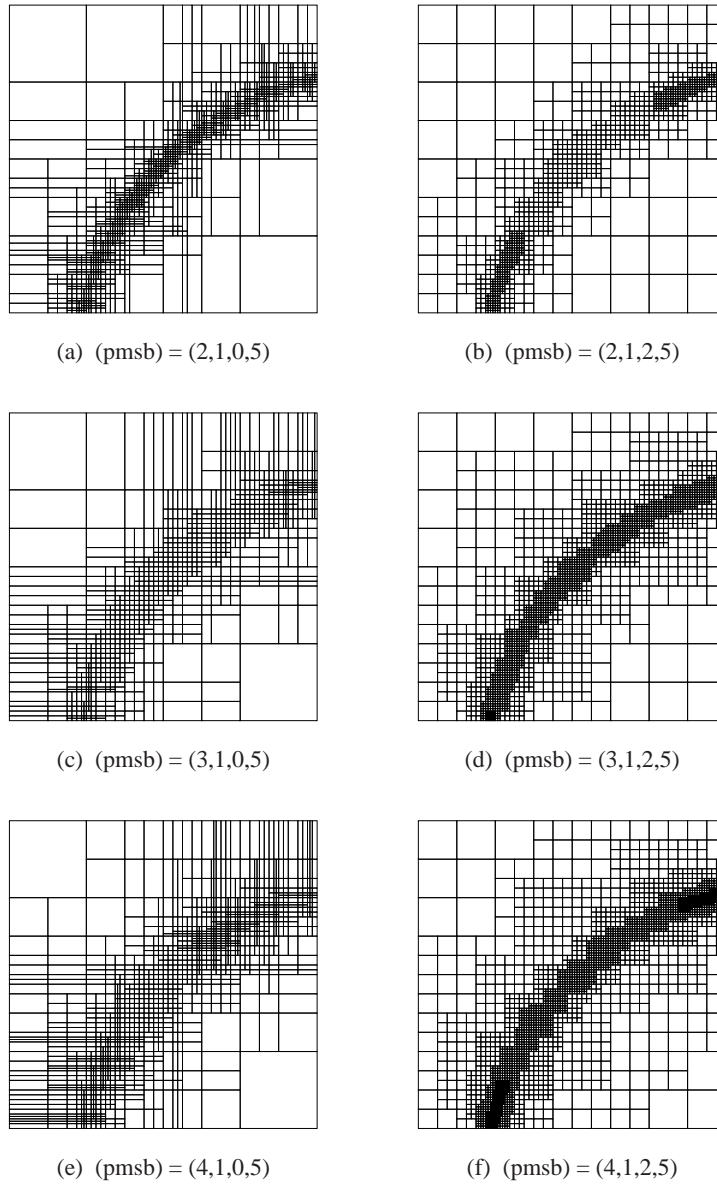 (a) (pmsb) = (2,1,0,5)
(b) (pmsb) = (2,1,2,5)
(c) (pmsb) = (3,1,0,5)
(d) (pmsb) = (3,1,2,5)
(e) (pmsb) = (4,1,0,5)
(f) (pmsb) = (4,1,2,5)